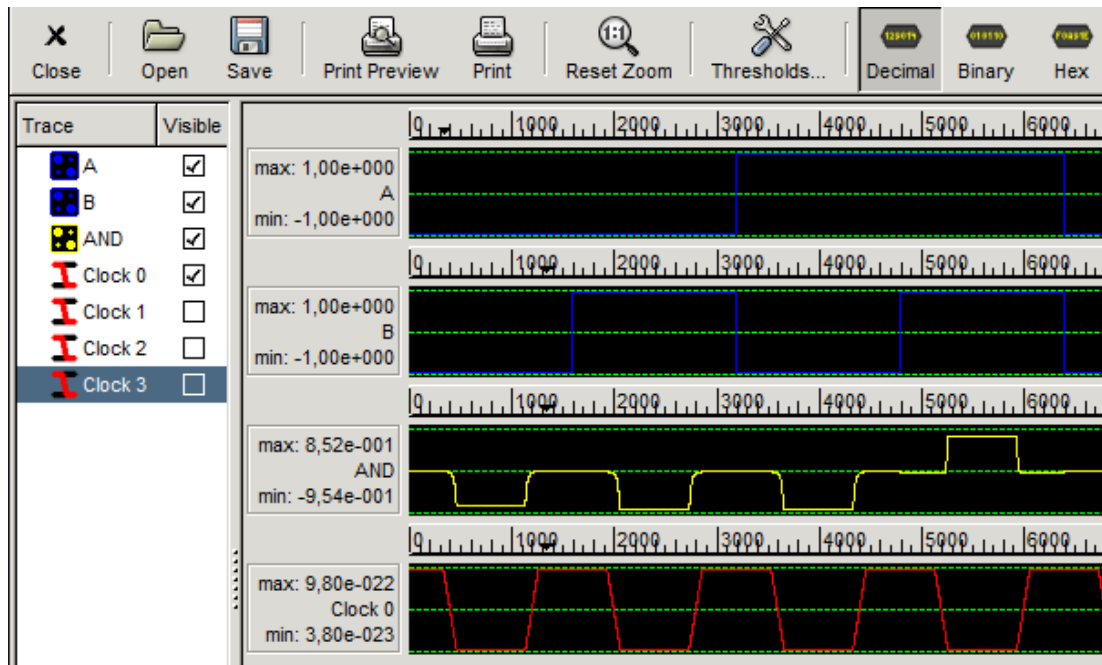 Close Open Save Print Preview Print Reset Zoom Thresholds... Decimal Binary Hex
Trace Visible
A
B
AND
Clock 0
Clock 1
Clock 2
Clock 3
0 1000 2000 3000 4000 5000 6000
max: 1,00e+000
A
min: -1,00e+000
0 1000 2000 3000 4000 5000 6000
max: 1,00e+000
B
min: -1,00e+000
0 1000 2000 3000 4000 5000 6000
max: 8,52e-001
AND
min: -9,54e-001
0 1000 2000 3000 4000 5000 6000
max: 9,80e-022
Clock 0
min: 3,80e-023